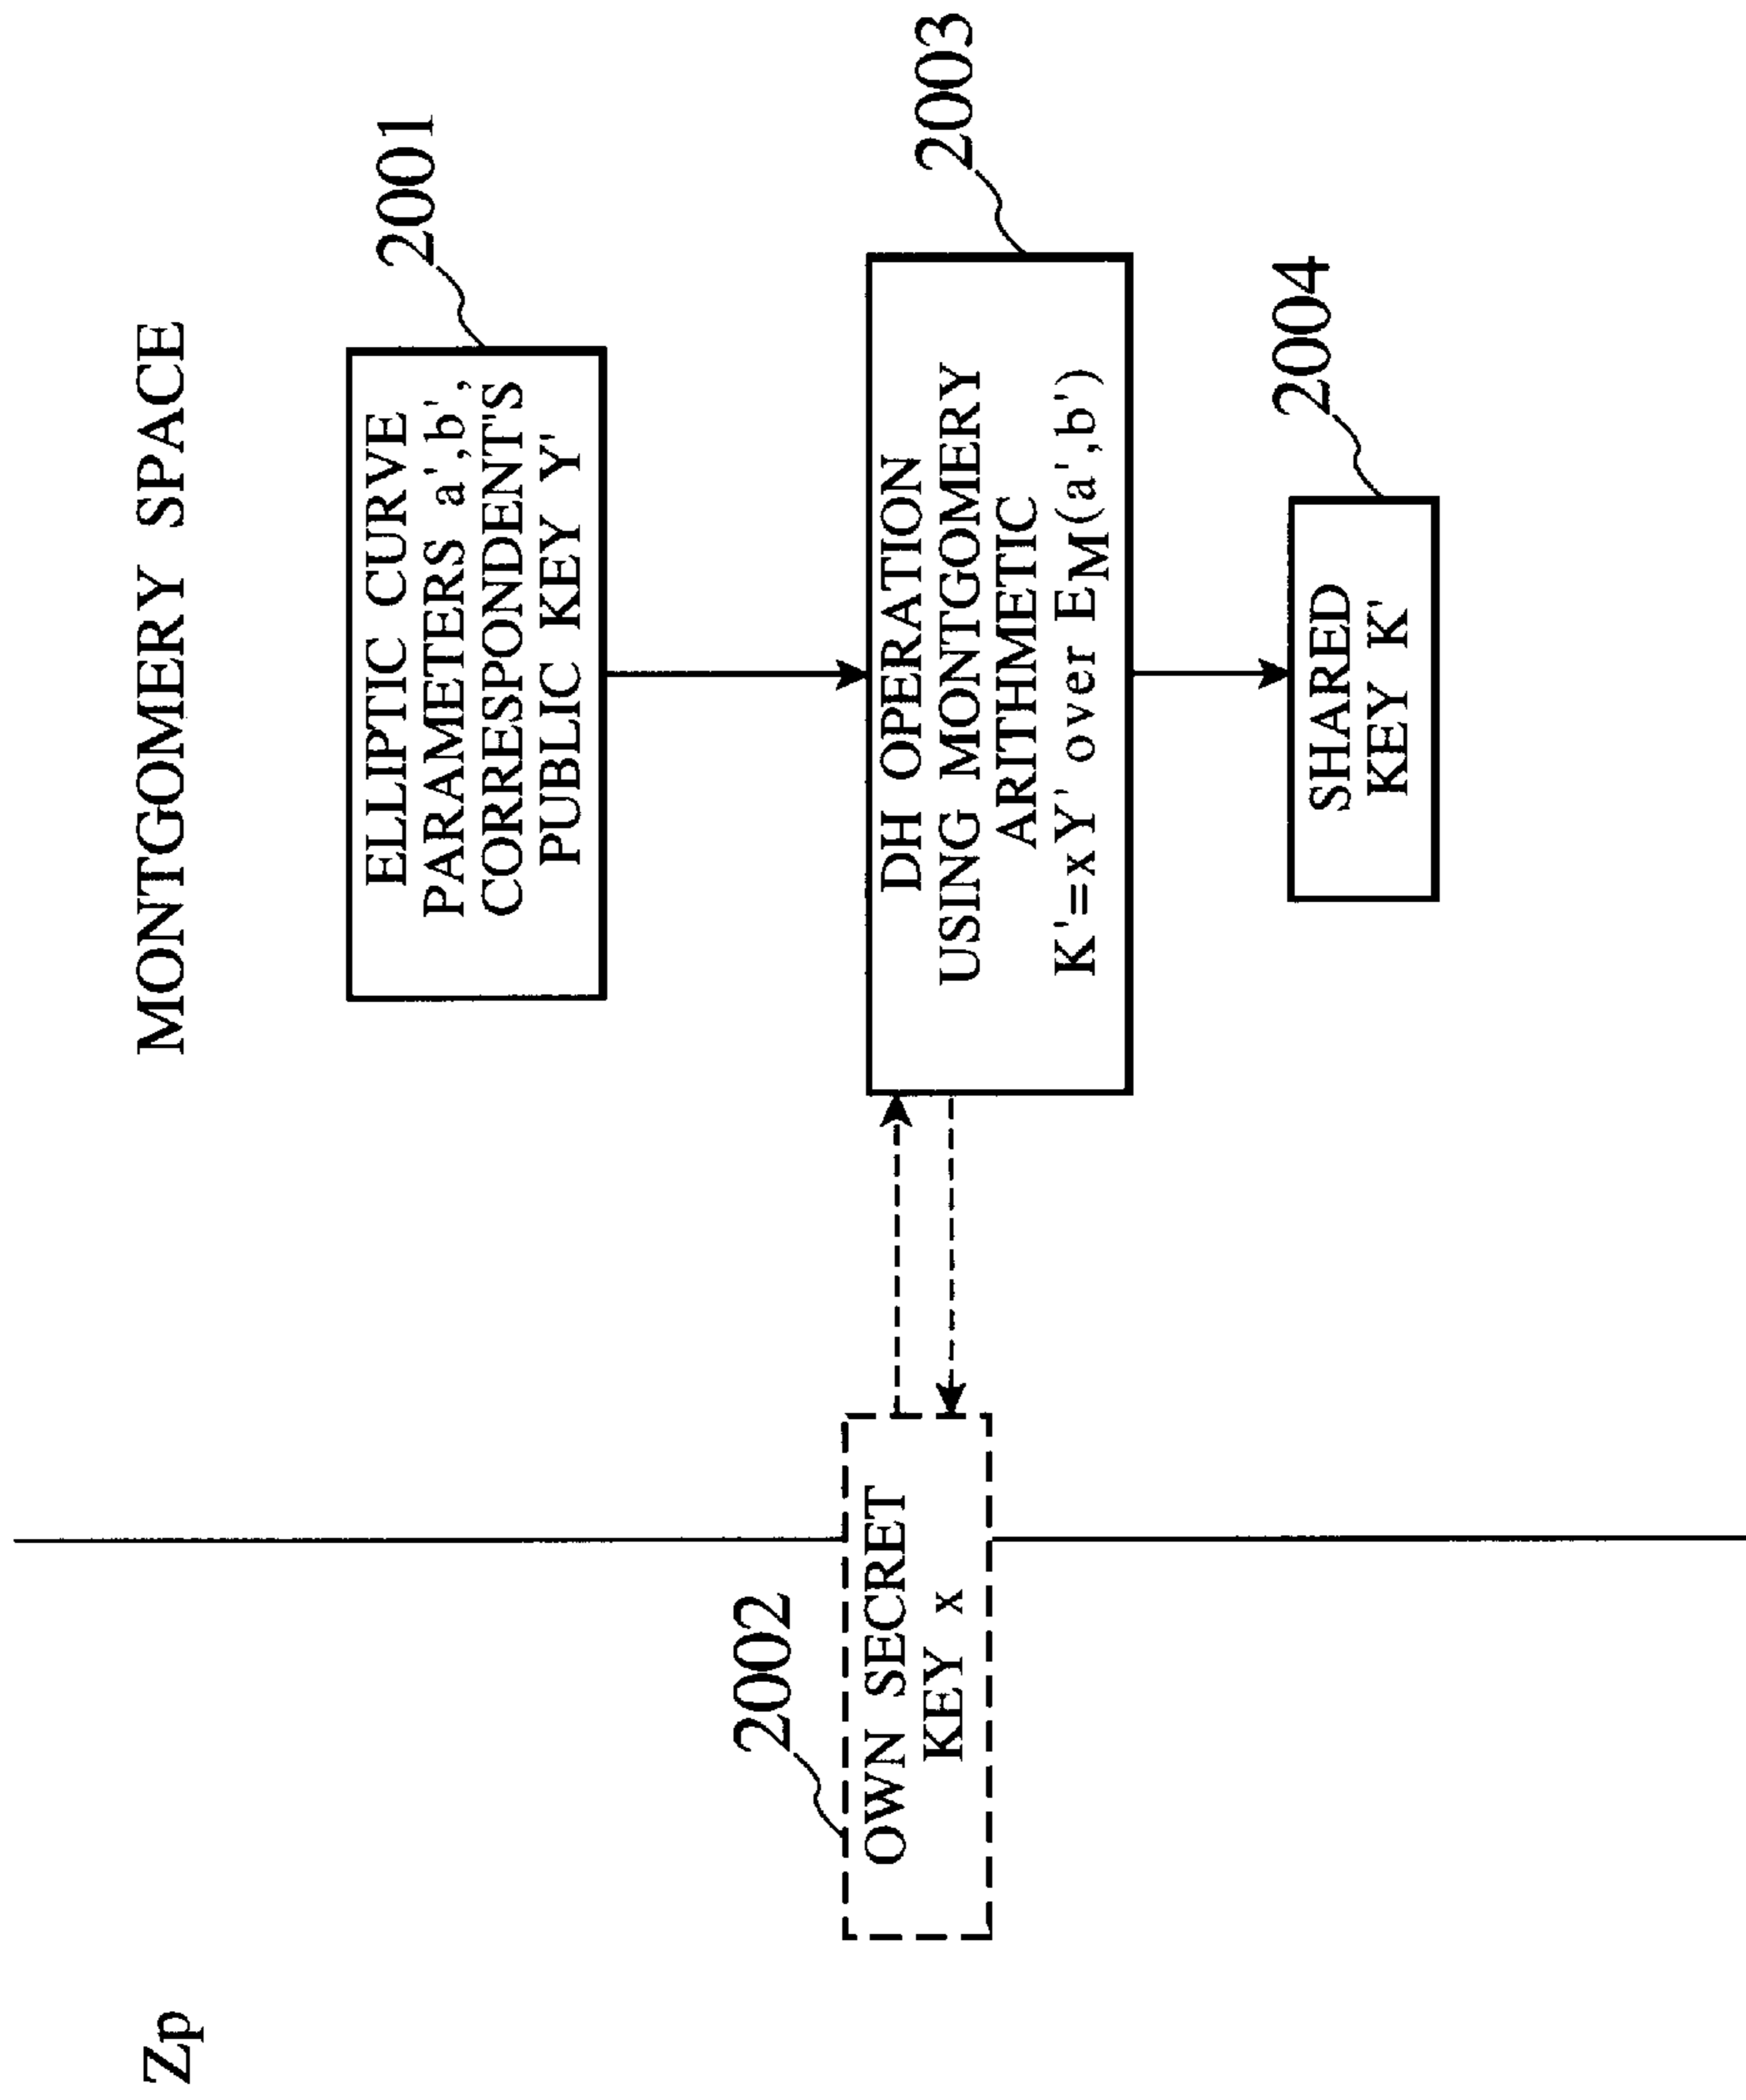 Zp
MONTGOMERY SPACE
2001
ELLIPTIC CURVE
PARAMETERS a',b',
CORRESPONDENT'S
PUBLIC KEY Y'
2002
OWN SECRET
KEY x
2003
DH OPERATION
USING MONTGOMERY
ARITHMETIC
K'=xY' over EM(a',b')
2004
SHARED
KEY K'